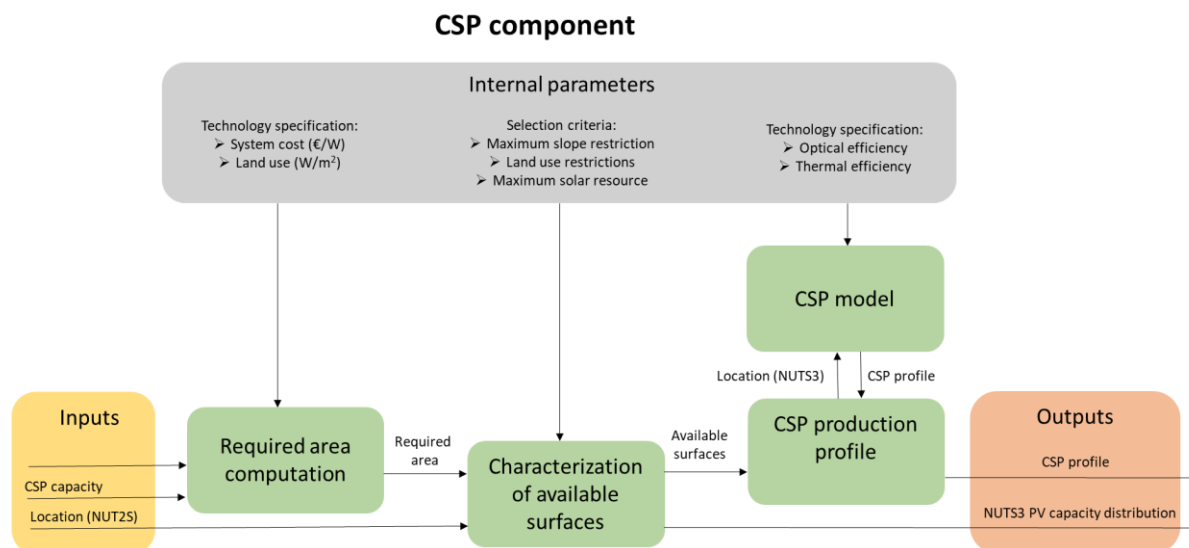 CSP component
Internal parameters
Technology specification:
➢ System cost (€/W)
➢ Land use (W/m²)
Selection criteria:
➢ Maximum slope restriction
➢ Land use restrictions
➢ Maximum solar resource
Technology specification:
➢ Optical efficiency
➢ Thermal efficiency
CSP model
Location (NUTS3)
CSP profile
Inputs
CSP capacity
Location (NUT2S)
Required area
computation
Required
area
Characterization
of available
surfaces
Available
surfaces
CSP production
profile
Outputs
CSP profile
NUTS3 PV capacity distribution